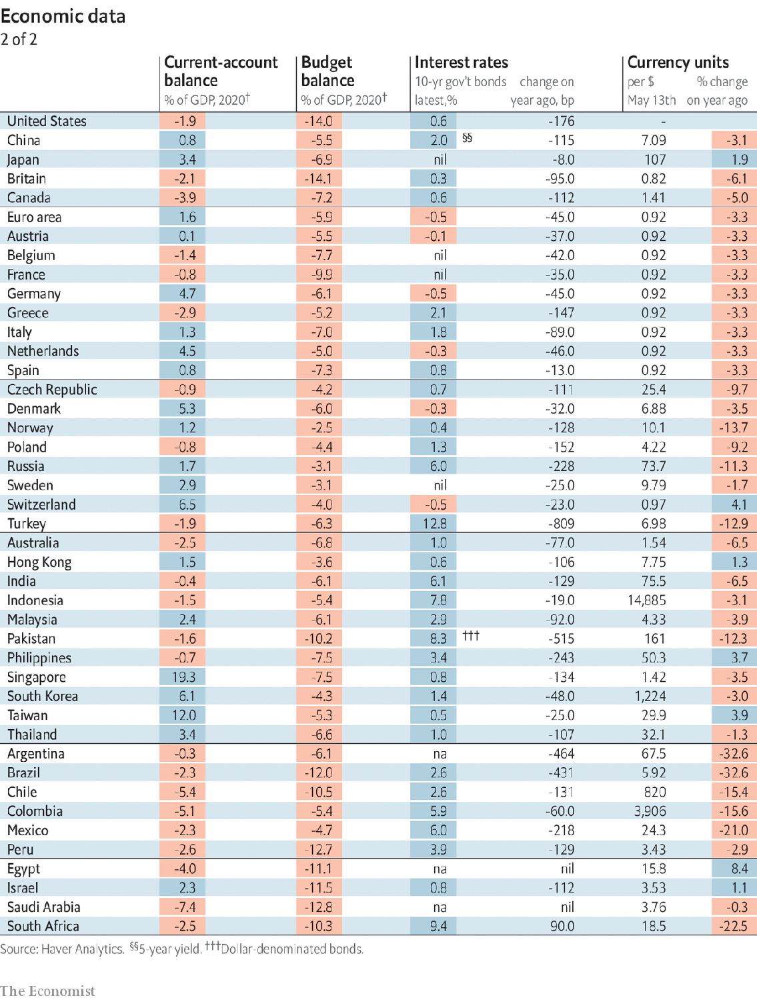 Economic data
2 of 2
Current-account Budget Interest rates Currency units
balance balance 10-yr gov't bonds change on per $ % change
% of GDP, 2020† % of GDP, 2020† latest,% year ago, bp May 13th on year ago
United States -1.9 -14.0 0.6 -176 -
China 0.8 -5.5 2.0 §§ -115 7.09 -3.1
Japan 3.4 -6.9 nil -8.0 107 1.9
Britain -2.1 -14.1 0.3 -95.0 0.82 -6.1
Canada -3.9 -7.2 0.6 -112 1.41 -5.0
Euro area 1.6 -5.9 -0.5 -45.0 0.92 -3.3
Austria 0.1 -5.5 -0.1 -37.0 0.92 -3.3
Belgium -1.4 -7.7 nil -42.0 0.92 -3.3
France -0.8 -9.9 nil -35.0 0.92 -3.3
Germany 4.7 -6.1 -0.5 -45.0 0.92 -3.3
Greece -2.9 -5.2 2.1 -147 0.92 -3.3
Italy 1.3 -7.0 1.8 -89.0 0.92 -3.3
Netherlands 4.5 -5.0 -0.3 -46.0 0.92 -3.3
Spain 0.8 -7.3 0.8 -13.0 0.92 -3.3
Czech Republic -0.9 -4.2 0.7 -111 25.4 -9.7
Denmark 5.3 -6.0 -0.3 -32.0 6.88 -3.5
Norway 1.2 -2.5 0.4 -128 10.1 -13.7
Poland -0.8 -4.4 1.3 -152 4.22 -9.2
Russia 1.7 -3.1 6.0 -228 73.7 -11.3
Sweden 2.9 -3.1 nil -25.0 9.79 -1.7
Switzerland 6.5 -4.0 -0.5 -23.0 0.97 4.1
Turkey -1.9 -6.3 12.8 -809 6.98 -12.9
Australia -2.5 -6.8 1.0 -77.0 1.54 -6.5
Hong Kong 1.5 -3.6 0.6 -106 7.75 1.3
India -0.4 -6.1 6.1 -129 75.5 -6.5
Indonesia -1.5 -5.4 7.8 -19.0 14,885 -3.1
Malaysia 2.4 -6.1 2.9 -92.0 4.33 -3.9
Pakistan -1.6 -10.2 8.3 ††† -515 161 -12.3
Philippines -0.7 -7.5 3.4 -243 50.3 3.7
Singapore 19.3 -7.5 0.8 -134 1.42 -3.5
South Korea 6.1 -4.3 1.4 -48.0 1,224 -3.0
Taiwan 12.0 -5.3 0.5 -25.0 29.9 3.9
Thailand 3.4 -6.6 1.0 -107 32.1 -1.3
Argentina -0.3 -6.1 na -464 67.5 -32.6
Brazil -2.3 -12.0 2.6 -431 5.92 -32.6
Chile -5.4 -10.5 2.6 -131 820 -15.4
Colombia -5.1 -5.4 5.9 -60.0 3,906 -15.6
Mexico -2.3 -4.7 6.0 -218 24.3 -21.0
Peru -2.6 -12.7 3.9 -129 3.43 -2.9
Egypt -4.0 -11.1 na nil 15.8 8.4
Israel 2.3 -11.5 0.8 -112 3.53 1.1
Saudi Arabia -7.4 -12.8 na nil 3.76 -0.3
South Africa -2.5 -10.3 9.4 90.0 18.5 -22.5
Source: Haver Analytics. §§5-year yield. †††Dollar-denominated bonds.
The Economist